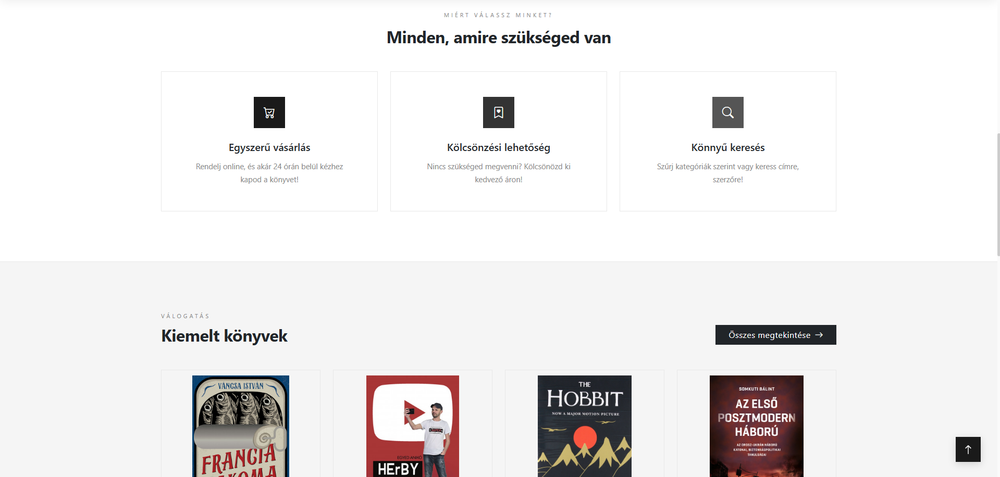 MIÉRT VÁLASSZ MINKET?
Minden, amire szükséged van
Egyszerű vásárlás
Rendelj online, és akár 24 órán belül kézhez
kapod a könyvet!
Kölcsönzési lehetőség
Nincs szükséged megvenni? Kölcsönözd ki
kedvező áron!
Könnyű keresés
Szűrj kategóriák szerint vagy keress címre,
szerzőre!
VÁLOGATÁS
Kiemelt könyvek
Összes megtekintése →
VÁNCSA ISTVÁN
FRANCIA
EGYED ANIKÓ
HErBY
THE
HOBBIT
NOW A MAJOR MOTION PICTURE
SOMKUTI BÁLINT
AZ ELSŐ
POSZTMODERN
HÁBORÚ
AZ OROSZ-UKRÁN HÁBORÚ
KATONAI, BIZTONSÁGPOLITIKAI
TANULSÁGAI